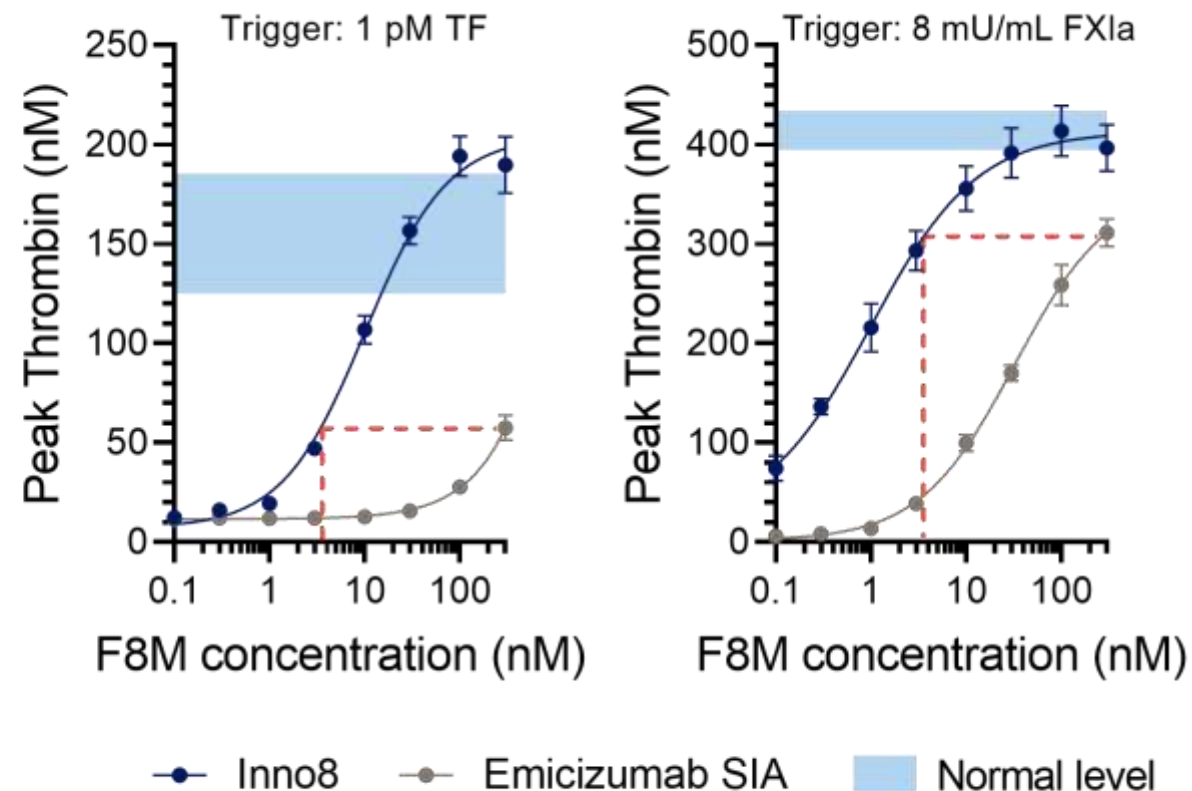 Trigger: 1 pM TF
Peak Thrombin (nM)
250
200
150
100
50
0
0.1 1 10 100
F8M concentration (nM)
Trigger: 8 mU/mL FXIa
Peak Thrombin (nM)
500
400
300
200
100
0
0.1 1 10 100
F8M concentration (nM)
Inno8 Emicizumab SIA Normal level